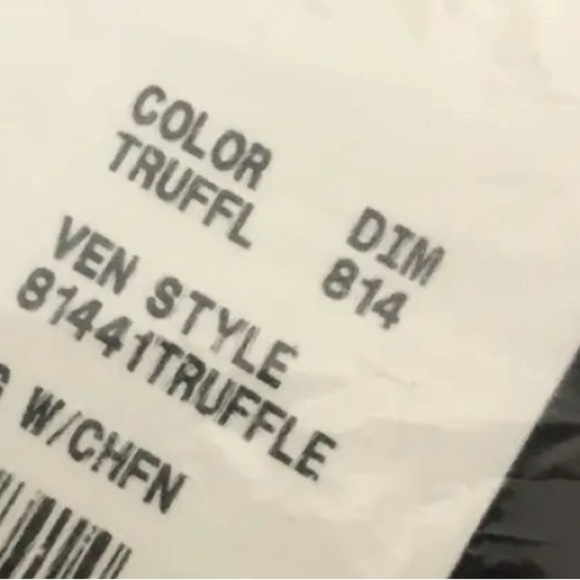 COLOR DIM
TRUFFL 814
VEN STYLE
81441TRUFFLE
W/CHFN